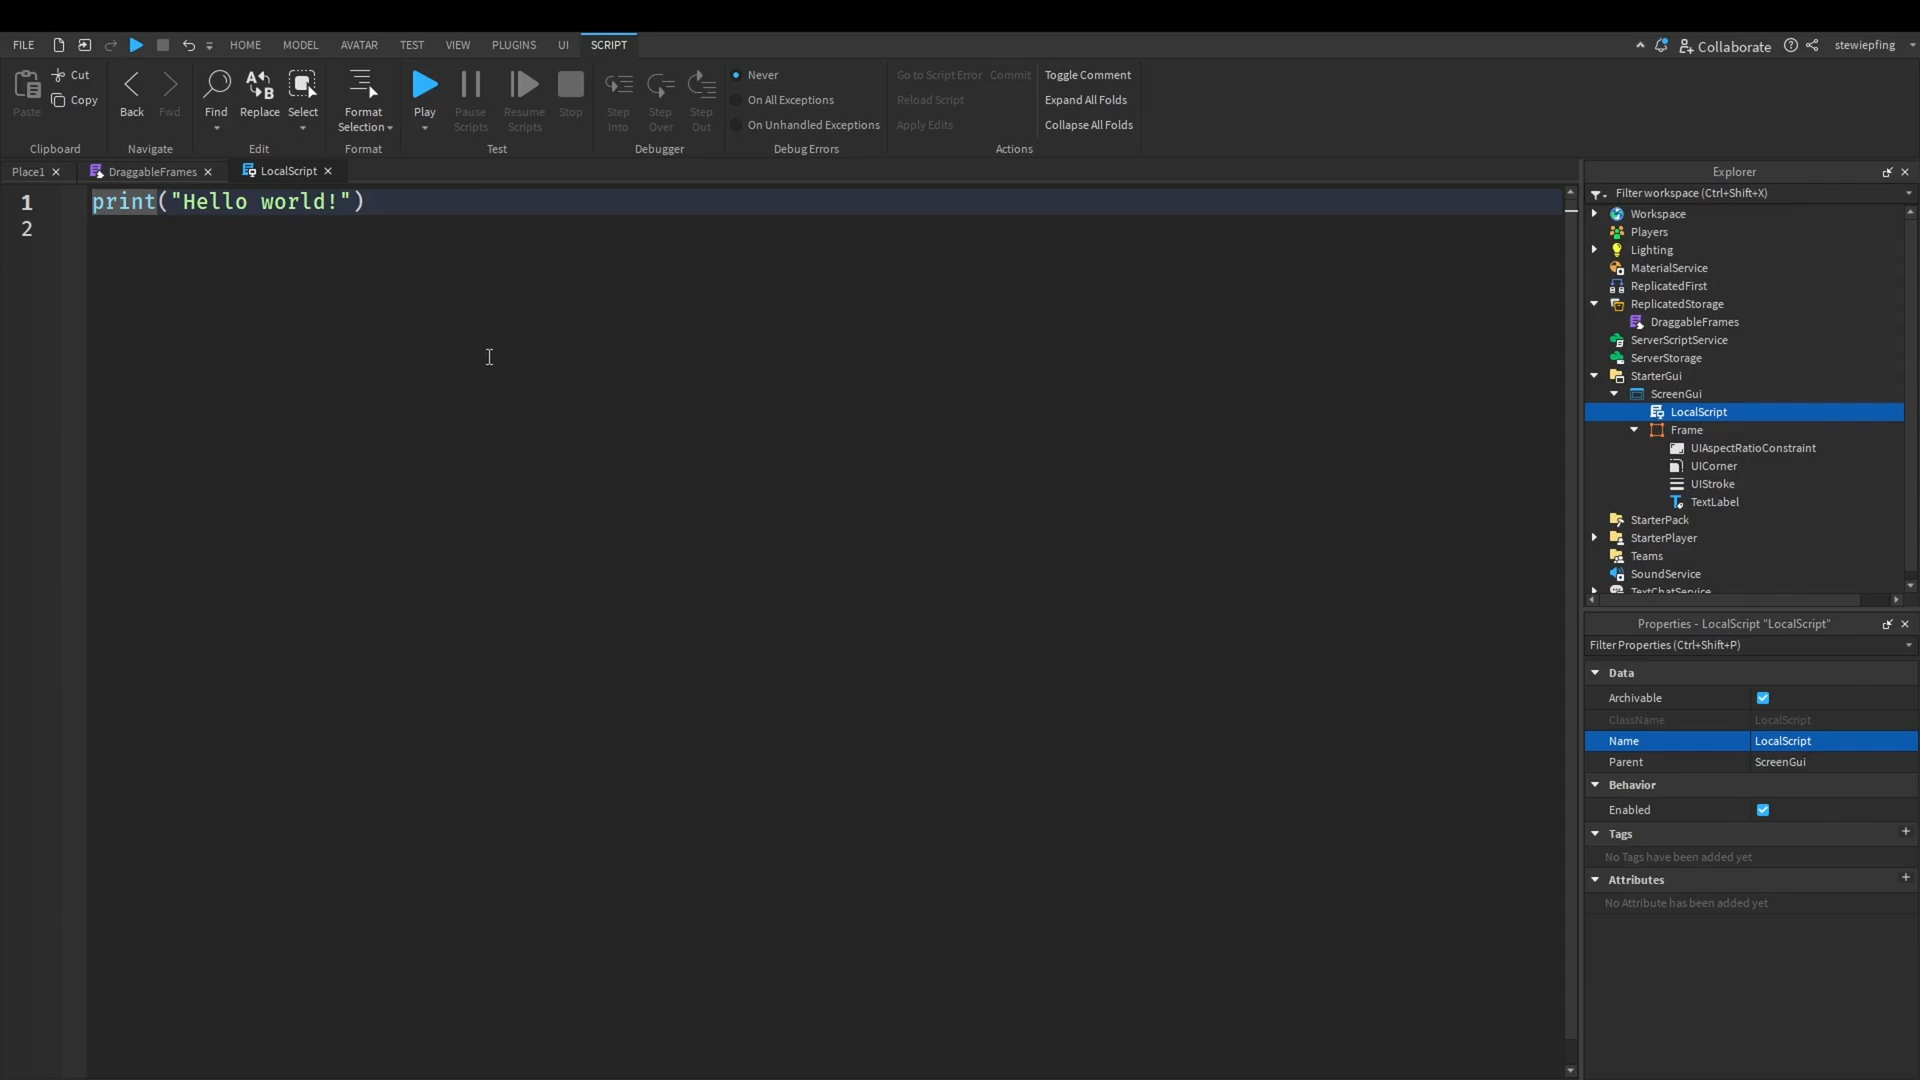 FILE HOME MODEL AVATAR TEST VIEW PLUGINS UI SCRIPT Collaborate stewiepfing
Paste Cut Copy
Clipboard
Back Fwd
Navigate
Find Replace Select
Edit
Format Selection
Format
Play Pause Scripts Resume Scripts Stop
Test
Step Into Step Over Step Out
Debugger
Never
On All Exceptions
On Unhandled Exceptions
Debug Errors
Go to Script Error Commit
Reload Script
Apply Edits
Toggle Comment
Expand All Folds
Collapse All Folds
Actions
Place1 DraggableFrames LocalScript
1 print("Hello world!")
2
Explorer
Filter workspace (Ctrl+Shift+X)
Workspace
Players
Lighting
MaterialService
ReplicatedFirst
ReplicatedStorage
DraggableFrames
ServerScriptService
ServerStorage
StarterGui
ScreenGui
LocalScript
Frame
UIAspectRatioConstraint
UICorner
UIStroke
TextLabel
StarterPack
StarterPlayer
Teams
SoundService
TextChatService
Properties - LocalScript "LocalScript"
Filter Properties (Ctrl+Shift+P)
Data
Archivable
ClassName LocalScript
Name LocalScript
Parent ScreenGui
Behavior
Enabled
Tags
No Tags have been added yet
Attributes
No Attribute has been added yet